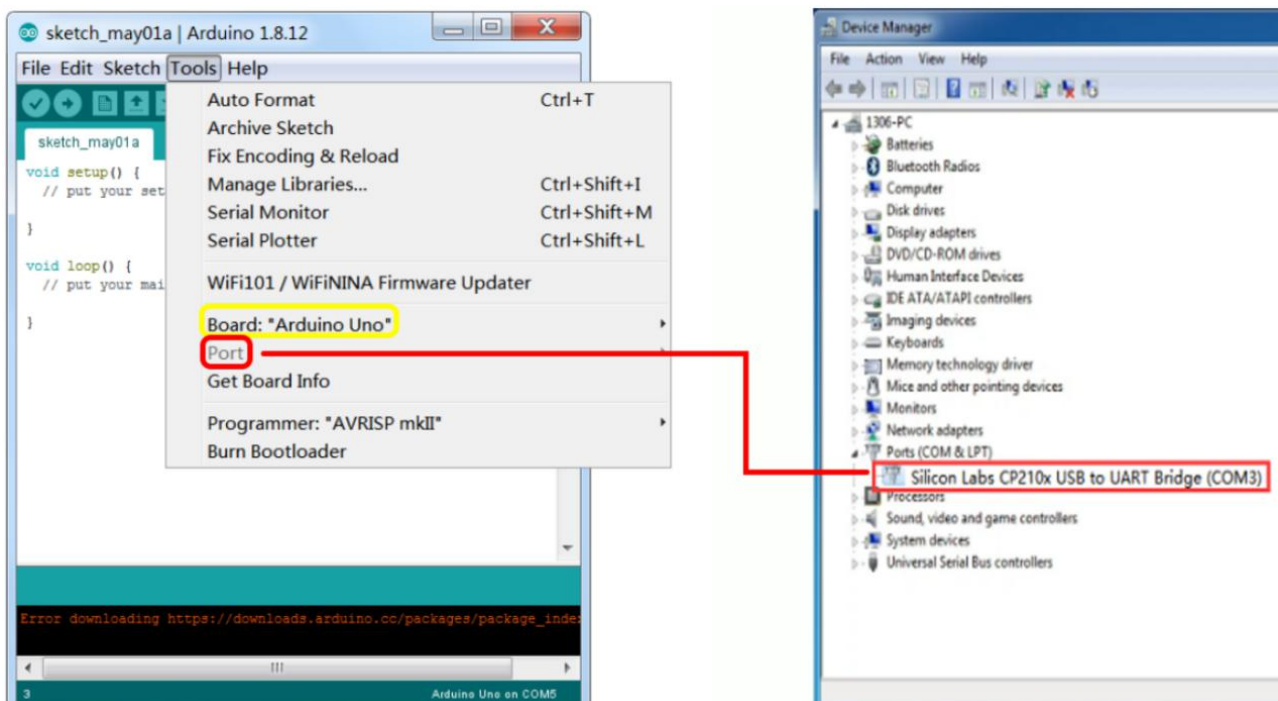 sketch_may01a | Arduino 1.8.12
File Edit Sketch Tools Help
sketch_may01a
void setup() {
// put your set
}
void loop() {
// put your mai
}
Auto Format Ctrl+T
Archive Sketch
Fix Encoding & Reload
Manage Libraries... Ctrl+Shift+I
Serial Monitor Ctrl+Shift+M
Serial Plotter Ctrl+Shift+L
WiFi101 / WiFiNINA Firmware Updater
Board: "Arduino Uno"
Port
Get Board Info
Programmer: "AVRISP mkII"
Burn Bootloader
Error downloading https://downloads.arduino.cc/packages/package_inde
3 Arduino Uno on COM5
Device Manager
File Action View Help
1306-PC
Batteries
Bluetooth Radios
Computer
Disk drives
Display adapters
DVD/CD-ROM drives
Human Interface Devices
IDE ATA/ATAPI controllers
Imaging devices
Keyboards
Memory technology driver
Mice and other pointing devices
Monitors
Network adapters
Ports (COM & LPT)
Silicon Labs CP210x USB to UART Bridge (COM3)
Processors
Sound, video and game controllers
System devices
Universal Serial Bus controllers